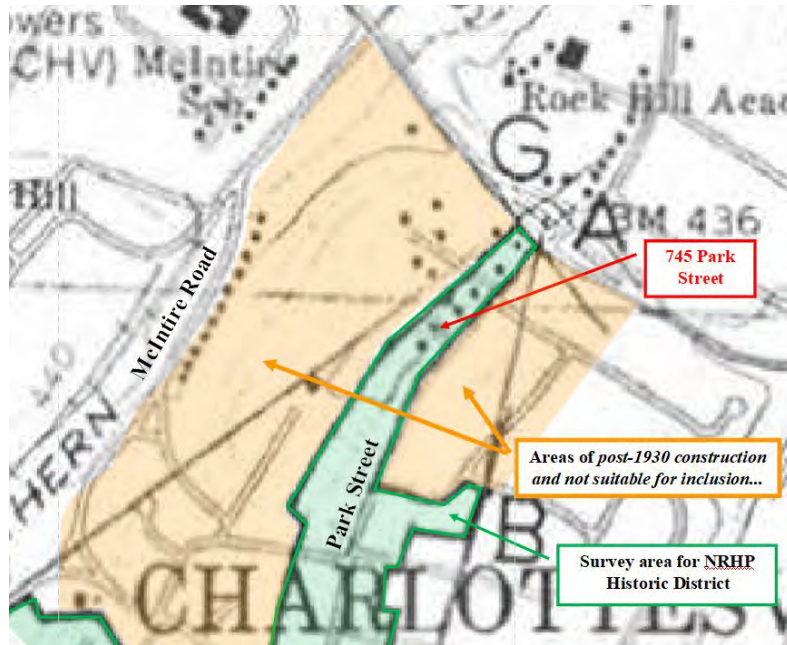 owers
(CHV) McIntire
Sch
Rock Hill Acad
Hill
G
BM 436
A
745 Park
Street
McIntire Road
440
HERN
Areas of post-1930 construction
and not suitable for inclusion...
Park Street
B
Survey area for NRHP
Historic District
CHARLOTTESV